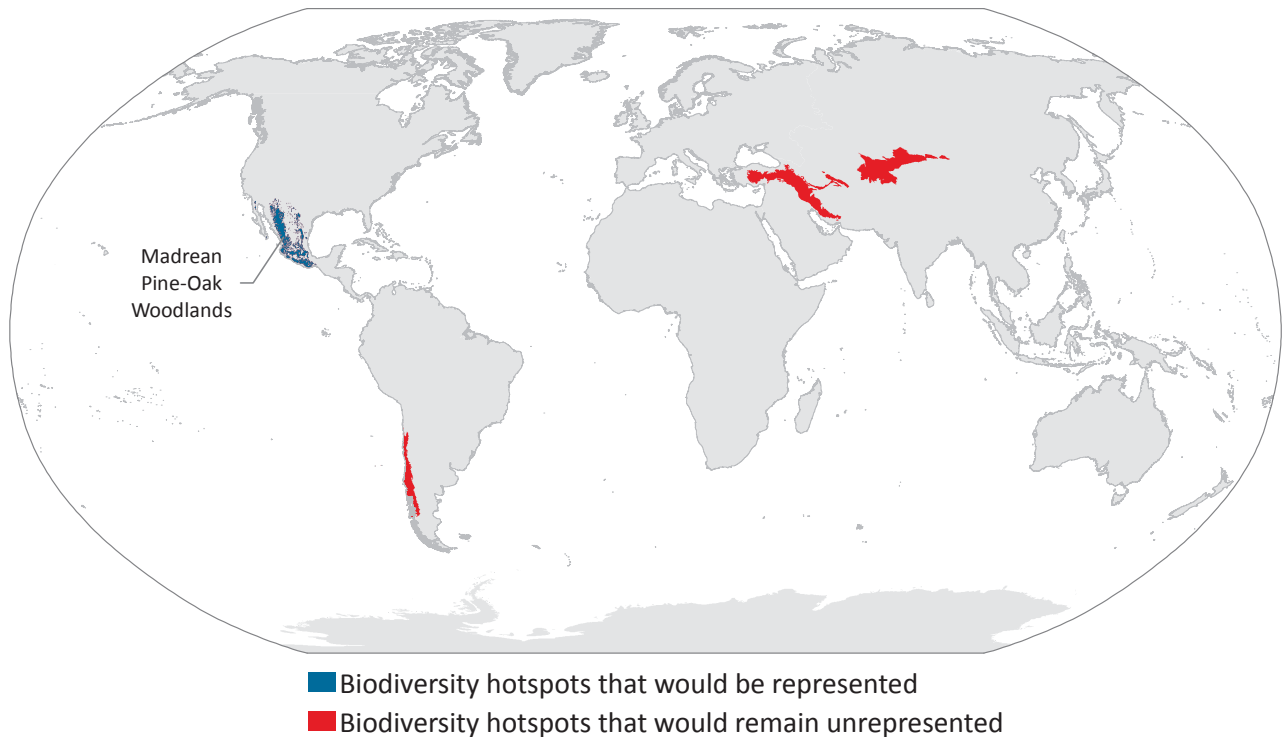 Madrean
Pine-Oak
Woodlands
Biodiversity hotspots that would be represented
Biodiversity hotspots that would remain unrepresented